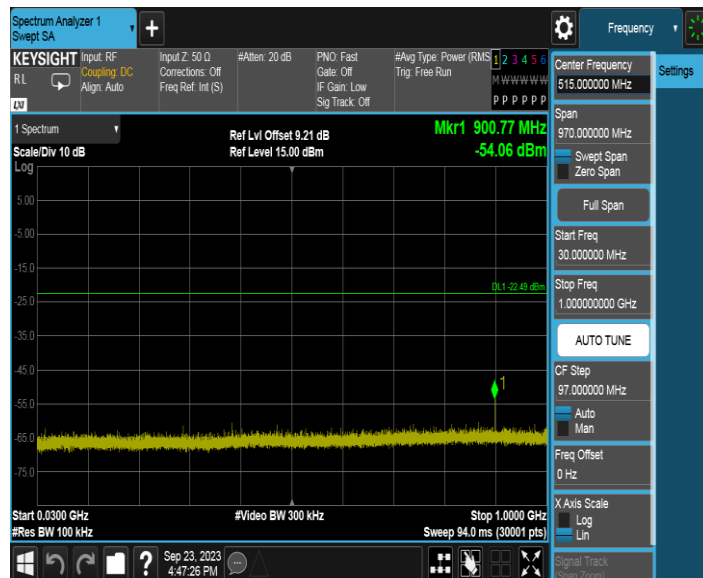 Spectrum Analyzer 1
Swept SA
Frequency
KEYSIGHT
RL
LXI
Input: RF
Coupling: DC
Align: Auto
Input Z: 50 Ω
Corrections: Off
Freq Ref: Int (S)
#Atten: 20 dB
PNO: Fast
Gate: Off
IF Gain: Low
Sig Track: Off
#Avg Type: Power (RMS
Trig: Free Run
1 2 3 4 5 6
M W W W W W
P P P P P P
1 Spectrum
Scale/Div 10 dB
Log
Ref Lvl Offset 9.21 dB
Ref Level 15.00 dBm
Mkr1 900.77 MHz
-54.06 dBm
5.00
-5.00
-15.0
-25.0
-35.0
-45.0
-55.0
-65.0
-75.0
DL1 -22.49 dBm
1
Start 0.0300 GHz
#Res BW 100 kHz
#Video BW 300 kHz
Stop 1.0000 GHz
Sweep 94.0 ms (30001 pts)
?
Sep 23, 2023
4:47:26 PM
Center Frequency
515.000000 MHz
Settings
Span
970.000000 MHz
Swept Span
Zero Span
Full Span
Start Freq
30.000000 MHz
Stop Freq
1.000000000 GHz
AUTO TUNE
CF Step
97.000000 MHz
Auto
Man
Freq Offset
0 Hz
X Axis Scale
Log
Lin
Signal Track
(Span Zoom)